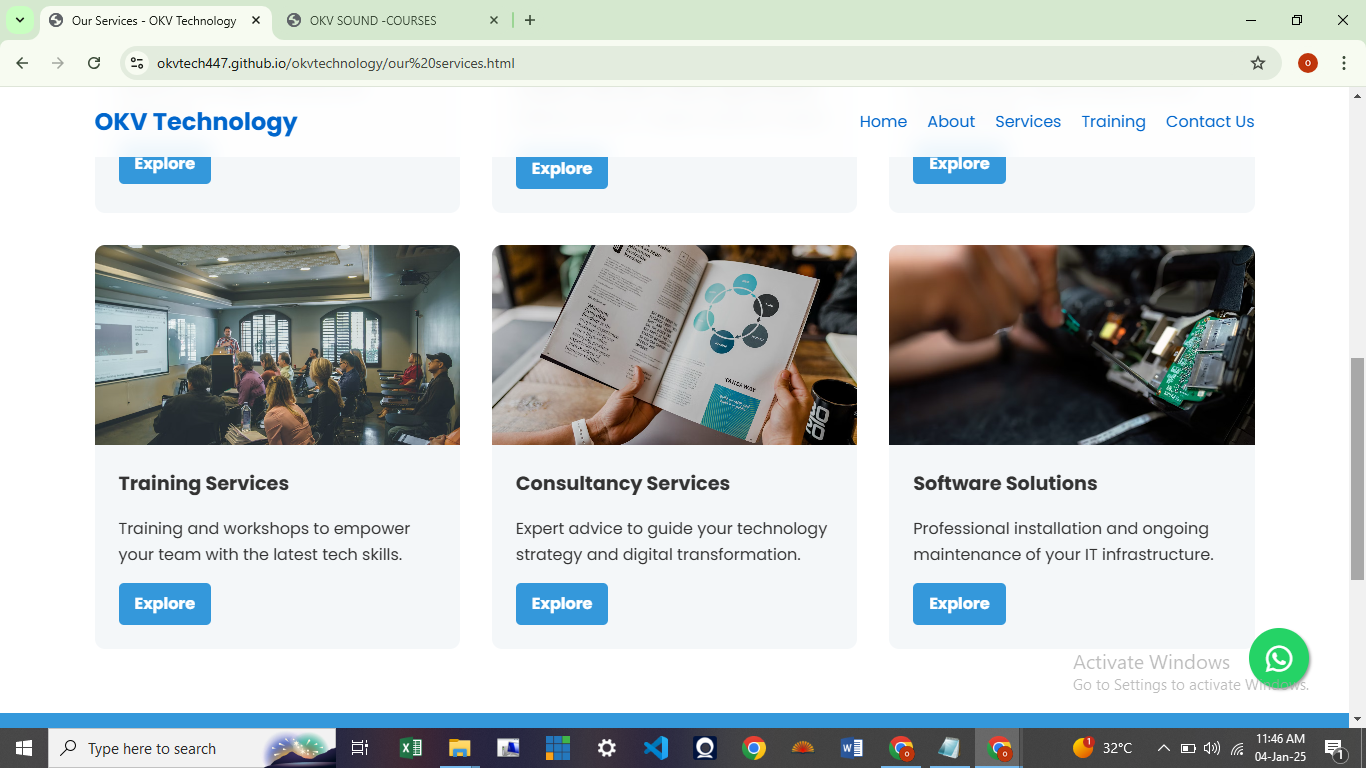 Our Services - OKV Technology
OKV SOUND -COURSES
okvtech447.github.io/okvtechnology/our%20services.html
O
OKV Technology
Home About Services Training Contact Us
Explore
Explore
Explore
TAKEAWAY
Training Services
Training and workshops to empower
your team with the latest tech skills.
Explore
Consultancy Services
Expert advice to guide your technology
strategy and digital transformation.
Explore
Software Solutions
Professional installation and ongoing
maintenance of your IT infrastructure.
Explore
Activate Windows
Go to Settings to activate Windows.
Type here to search
1
32°C
11:46 AM
04-Jan-25
1